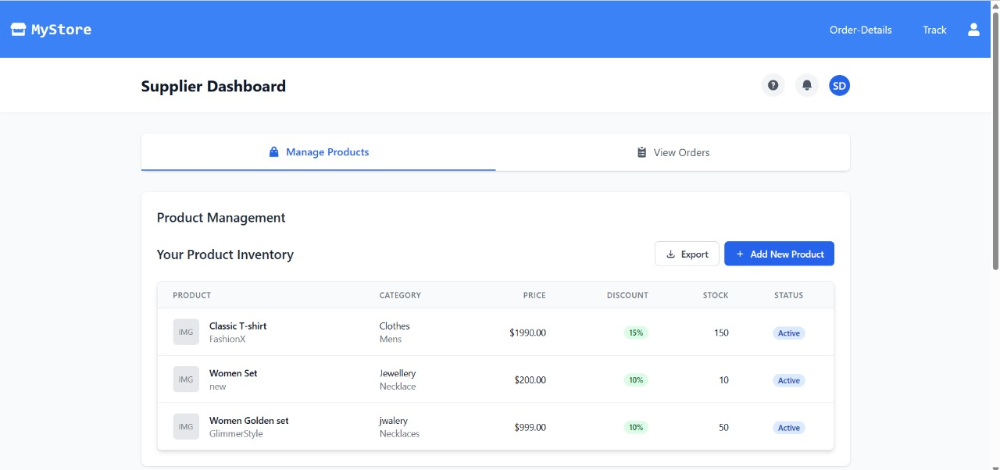 MyStore
Order-Details Track
Supplier Dashboard
SD
Manage Products
View Orders
Product Management
Your Product Inventory
Export
+ Add New Product
PRODUCT CATEGORY PRICE DISCOUNT STOCK STATUS
IMG Classic T-shirt Clothes $1990.00 15% 150 Active
FashionX Mens
IMG Women Set Jewellery $200.00 10% 10 Active
new Necklace
IMG Women Golden set jwalery $999.00 10% 50 Active
GlimmerStyle Necklaces